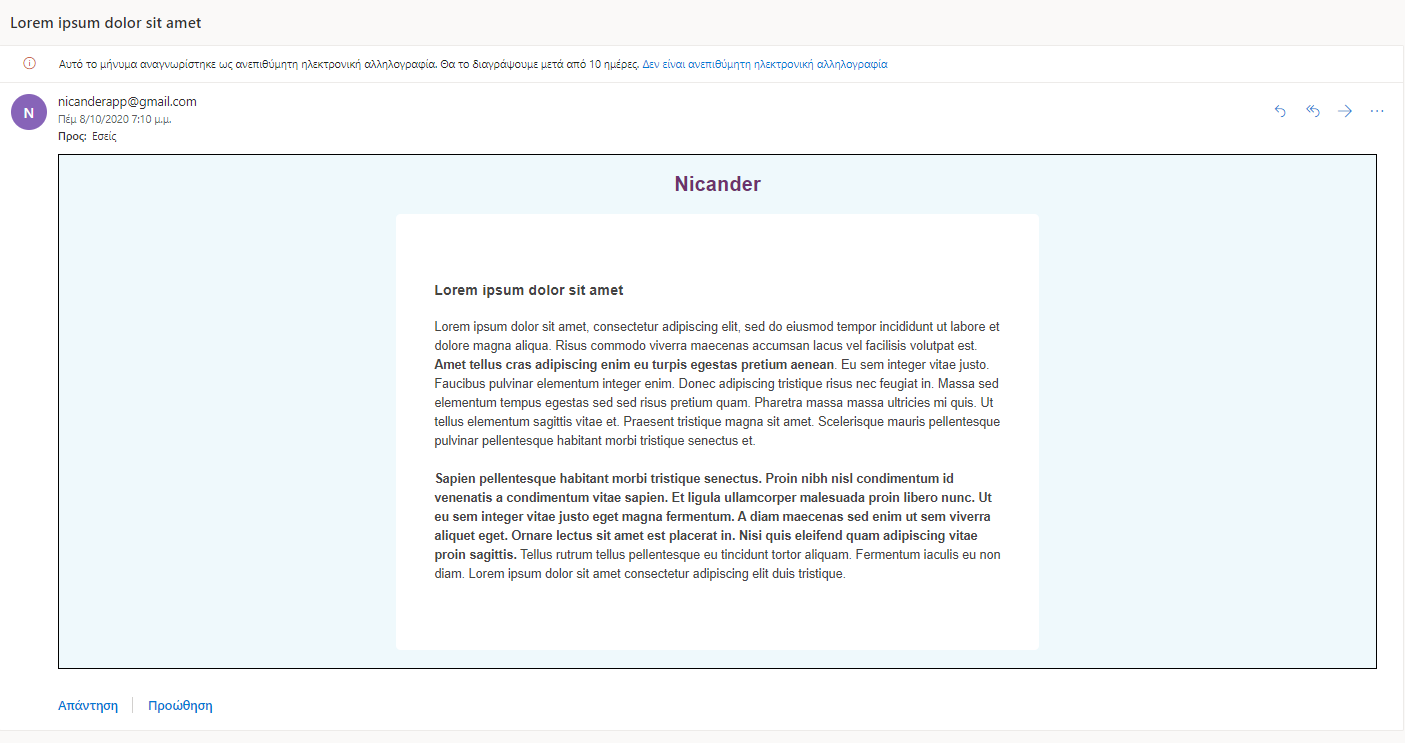 Lorem ipsum dolor sit amet
Αυτό το μήνυμα αναγνωρίστηκε ως ανεπιθύμητη ηλεκτρονική αλληλογραφία. Θα το διαγράψουμε μετά από 10 ημέρες. Δεν είναι ανεπιθύμητη ηλεκτρονική αλληλογραφία
N
nicanderapp@gmail.com
Πέμ 8/10/2020 7:10 μ.μ.
Προς: Εσείς
Nicander
Lorem ipsum dolor sit amet
Lorem ipsum dolor sit amet, consectetur adipiscing elit, sed do eiusmod tempor incididunt ut labore et
dolore magna aliqua. Risus commodo viverra maecenas accumsan lacus vel facilisis volutpat est.
Amet tellus cras adipiscing enim eu turpis egestas pretium aenean. Eu sem integer vitae justo.
Faucibus pulvinar elementum integer enim. Donec adipiscing tristique risus nec feugiat in. Massa sed
elementum tempus egestas sed sed risus pretium quam. Pharetra massa massa ultricies mi quis. Ut
tellus elementum sagittis vitae et. Praesent tristique magna sit amet. Scelerisque mauris pellentesque
pulvinar pellentesque habitant morbi tristique senectus et.
Sapien pellentesque habitant morbi tristique senectus. Proin nibh nisl condimentum id
venenatis a condimentum vitae sapien. Et ligula ullamcorper malesuada proin libero nunc. Ut
eu sem integer vitae justo eget magna fermentum. A diam maecenas sed enim ut sem viverra
aliquet eget. Ornare lectus sit amet est placerat in. Nisi quis eleifend quam adipiscing vitae
proin sagittis. Tellus rutrum tellus pellentesque eu tincidunt tortor aliquam. Fermentum iaculis eu non
diam. Lorem ipsum dolor sit amet consectetur adipiscing elit duis tristique.
Απάντηση
Προώθηση